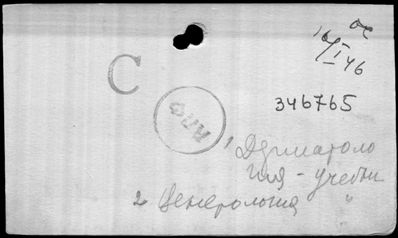 16/I 46
С
346765
1 Дерматоло
гия - учебн
2 Венерология "